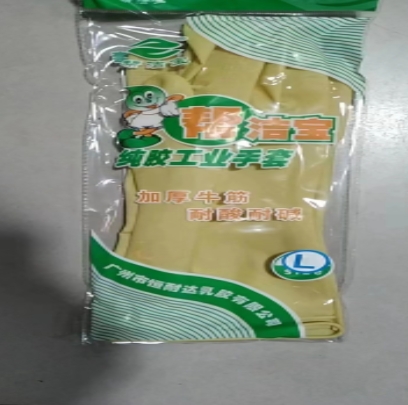 帮洁宝
纯胶工业手套
加厚牛筋
耐酸耐碱
L
广州市恒耐达乳胶有限公司